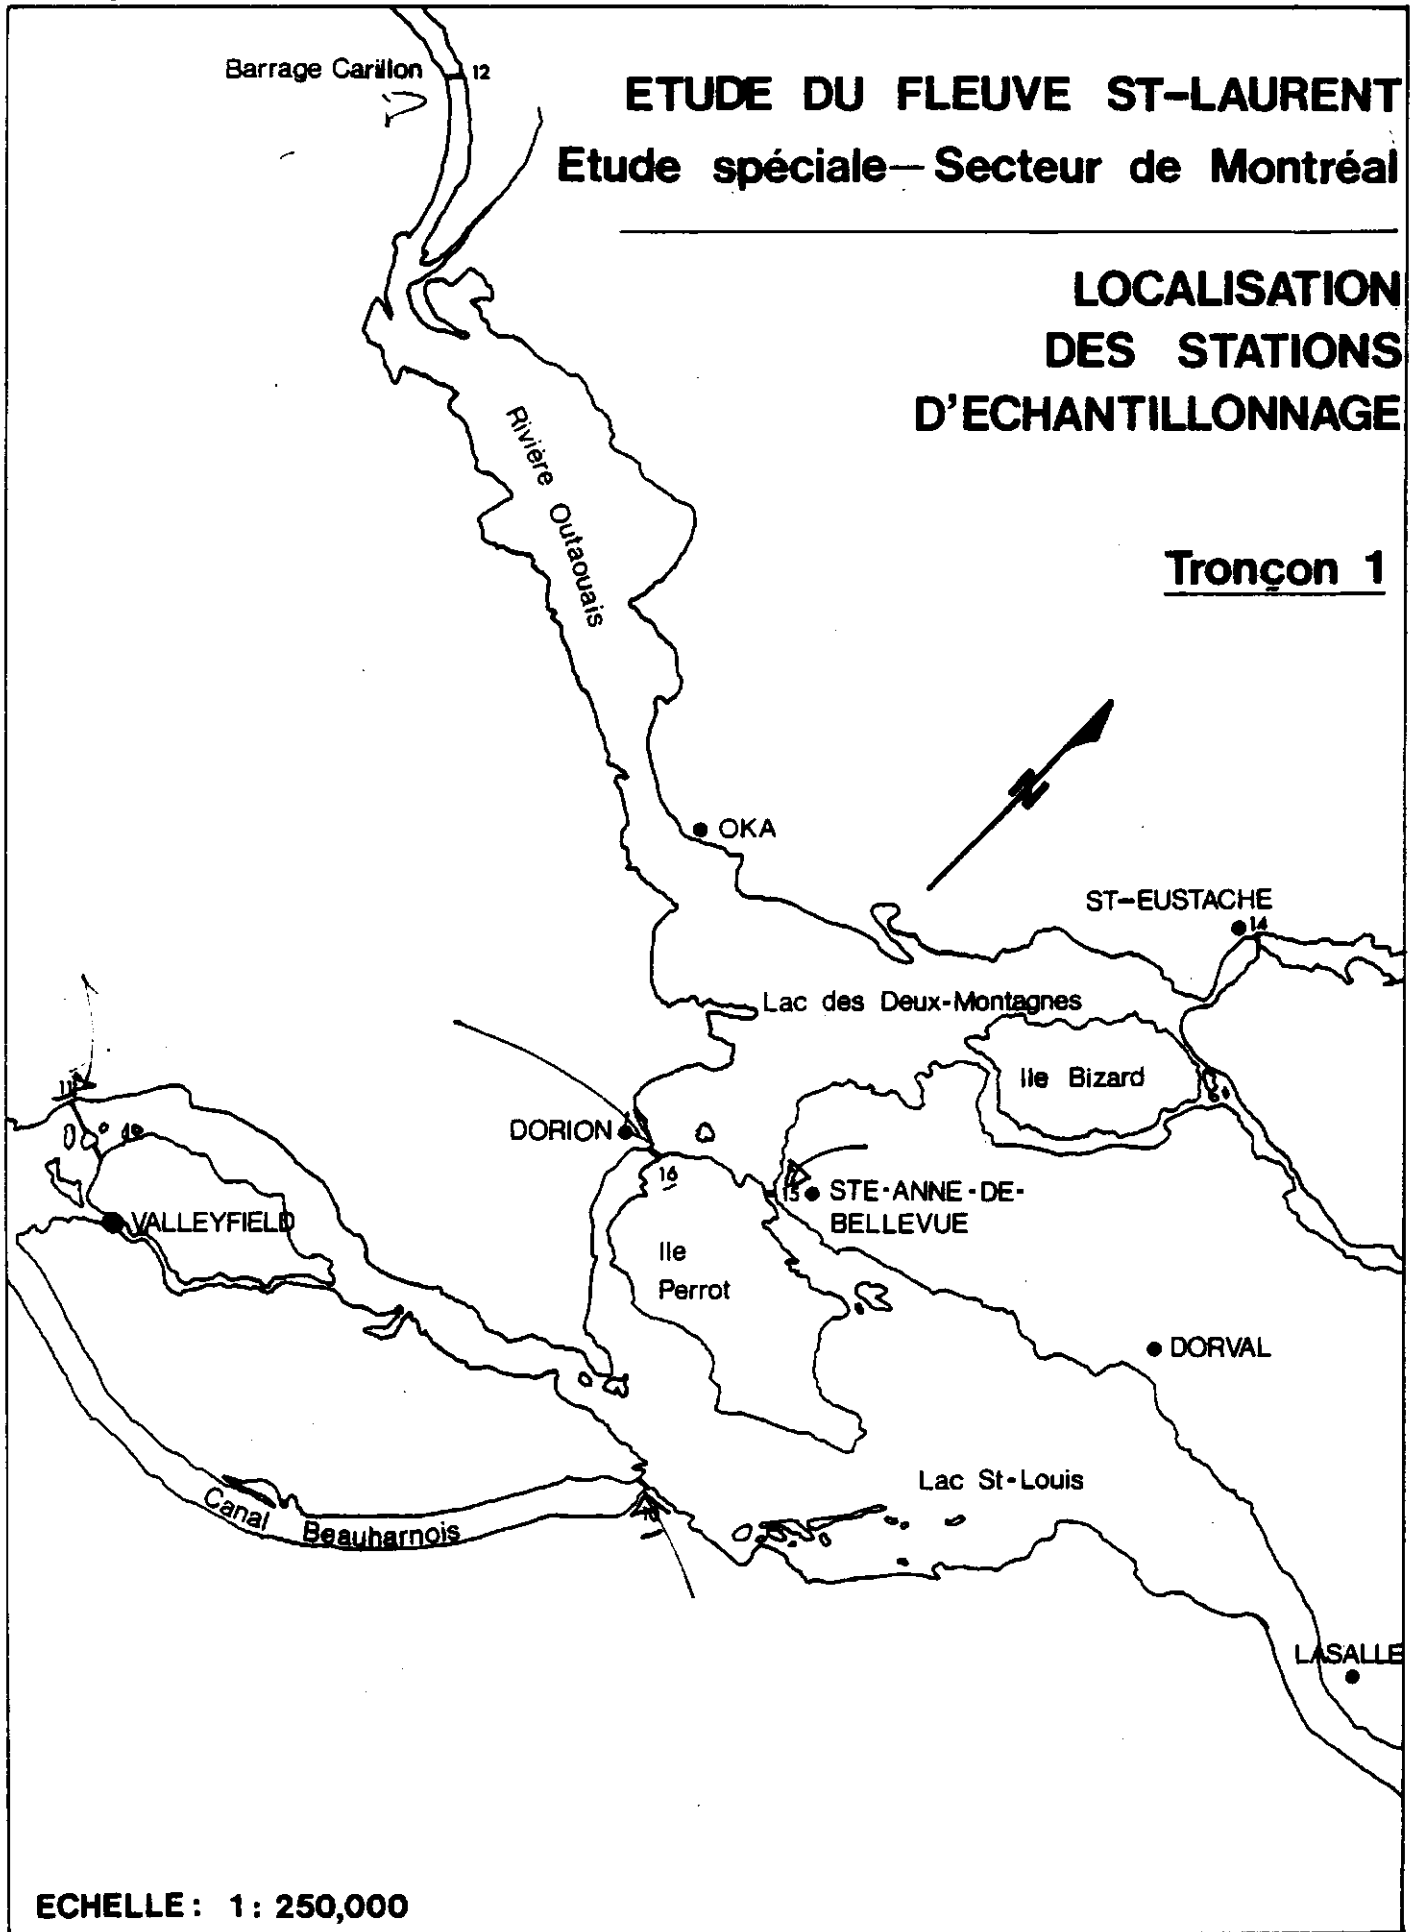 Barrage Carillon 12
ETUDE DU FLEUVE ST-LAURENT
Etude spéciale—Secteur de Montréal
LOCALISATION
DES STATIONS
D'ECHANTILLONNAGE
Rivière Outaouais
Tronçon 1
N
OKA
ST-EUSTACHE
14
Lac des Deux-Montagnes
Ile Bizard
11
DORION
16
15
STE-ANNE-DE-
BELLEVUE
VALLEYFIELD
Ile
Perrot
DORVAL
Lac St-Louis
Canal Beauharnois
LASALLE
ECHELLE: 1: 250,000